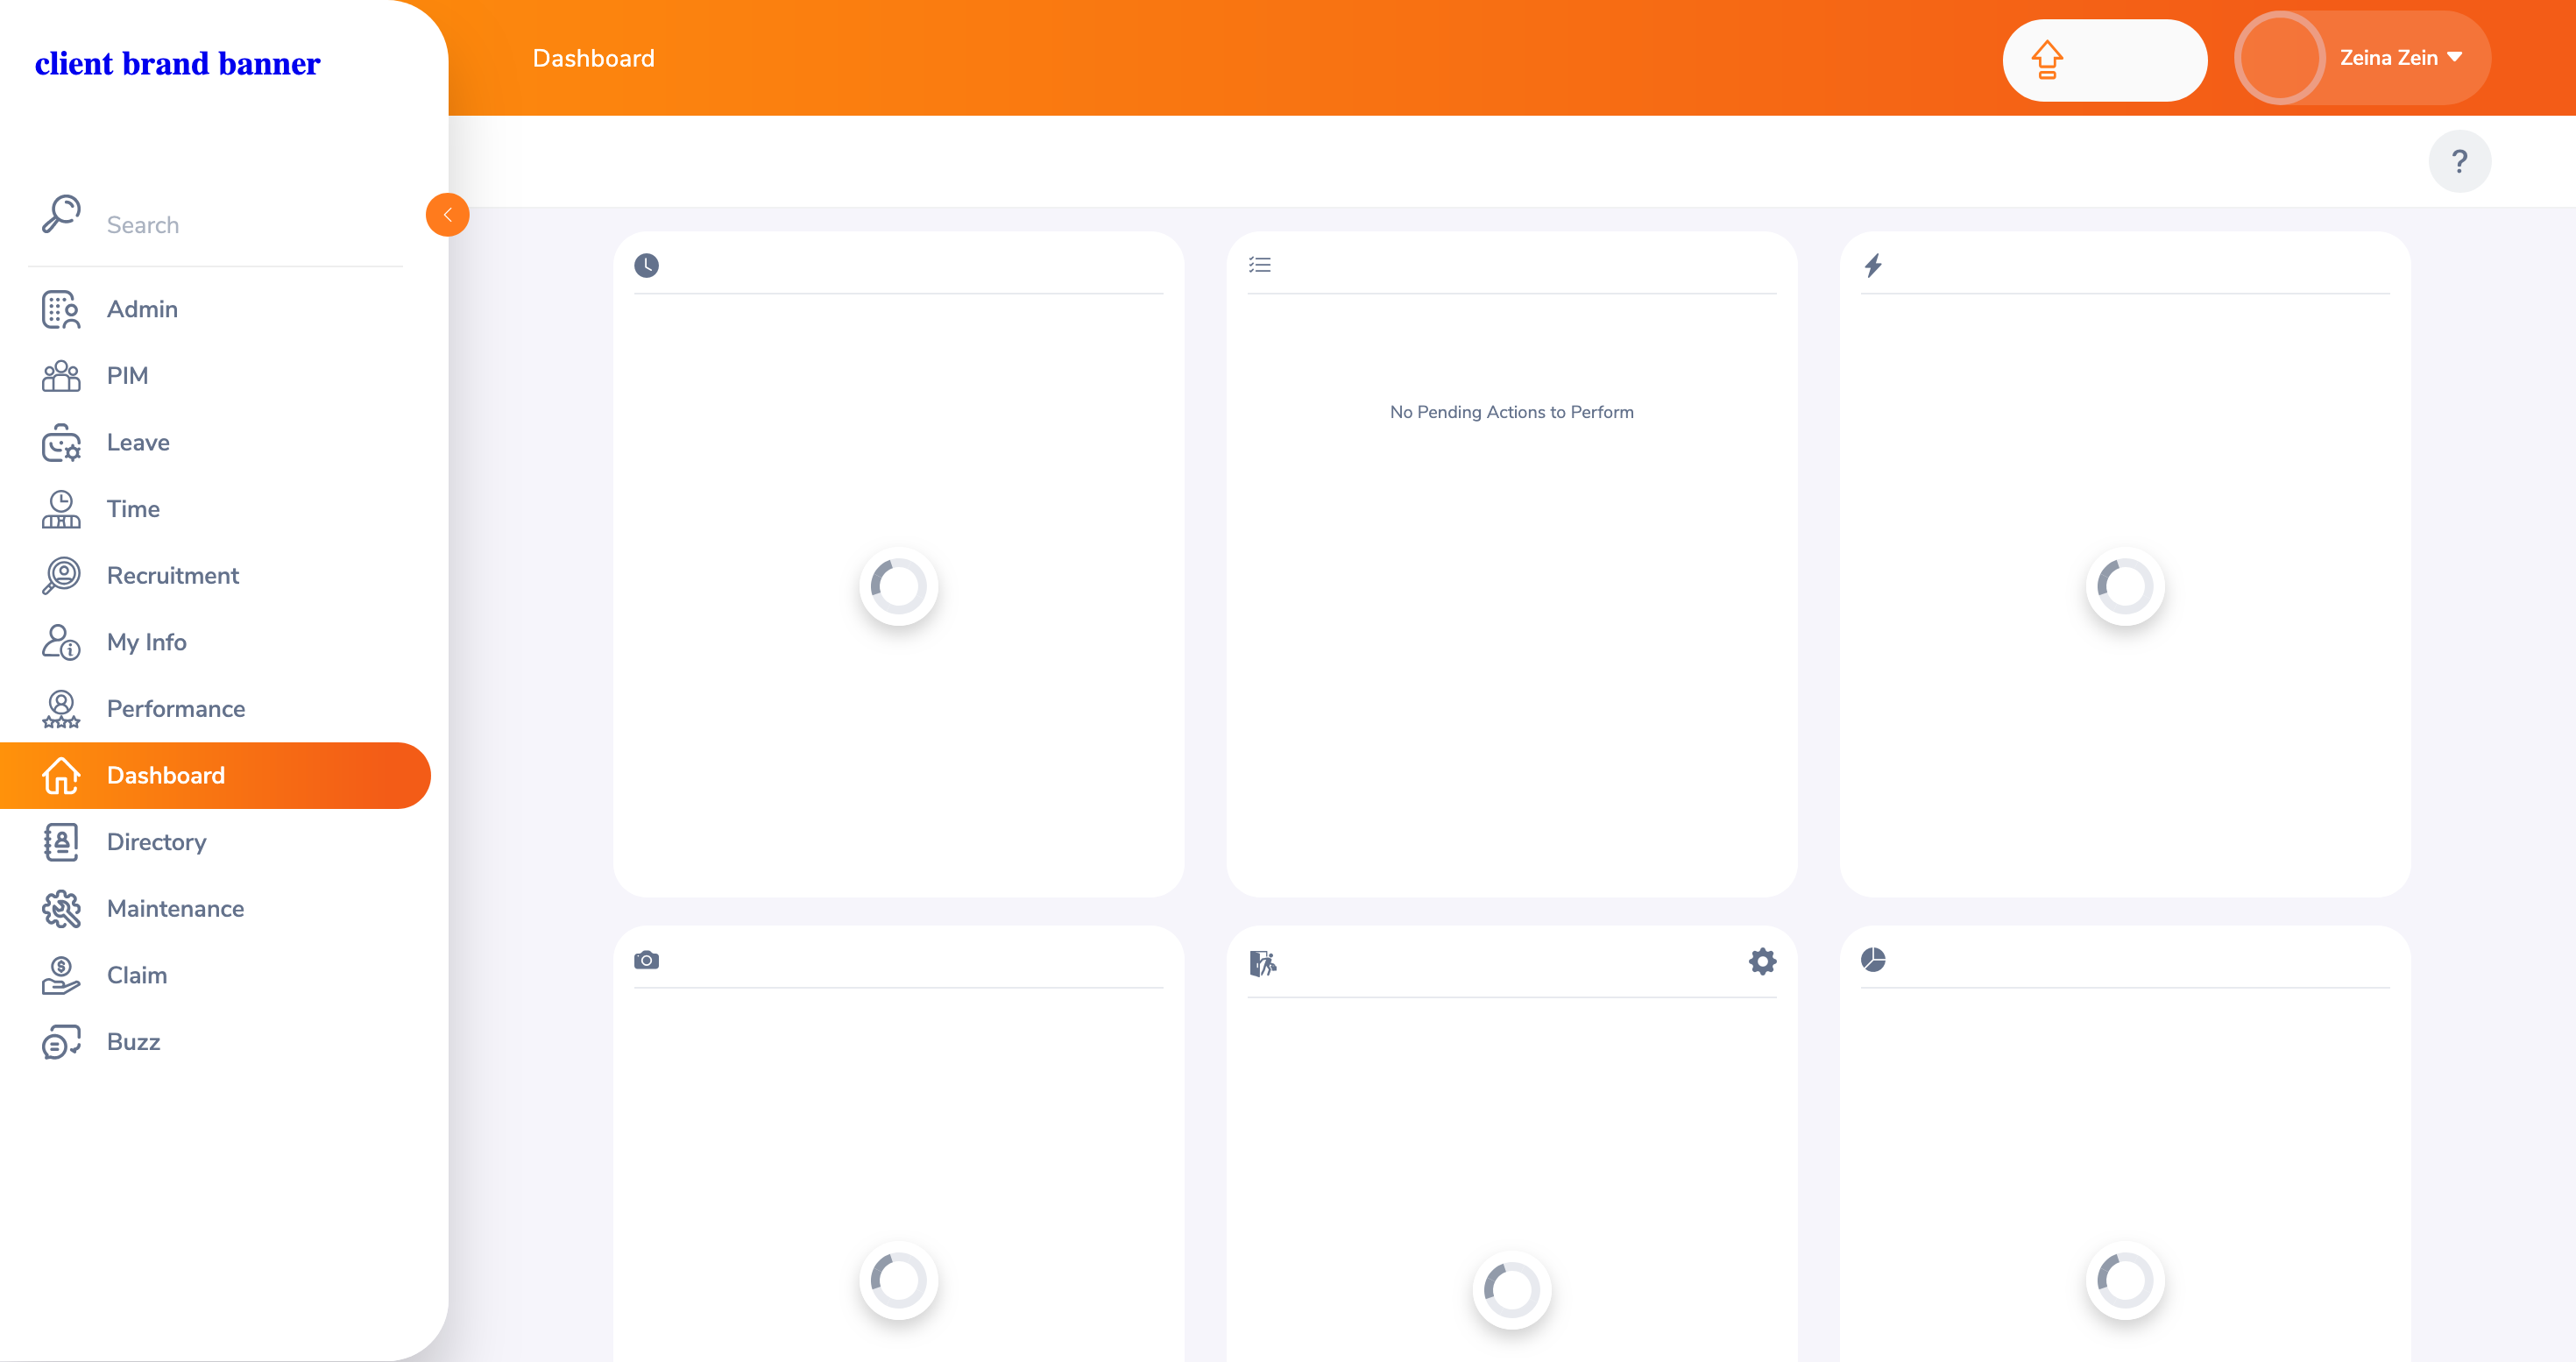 client brand banner
Dashboard
Zeina Zein
?
Search
Admin
PIM
Leave
Time
Recruitment
My Info
Performance
Dashboard
Directory
Maintenance
Claim
Buzz
No Pending Actions to Perform